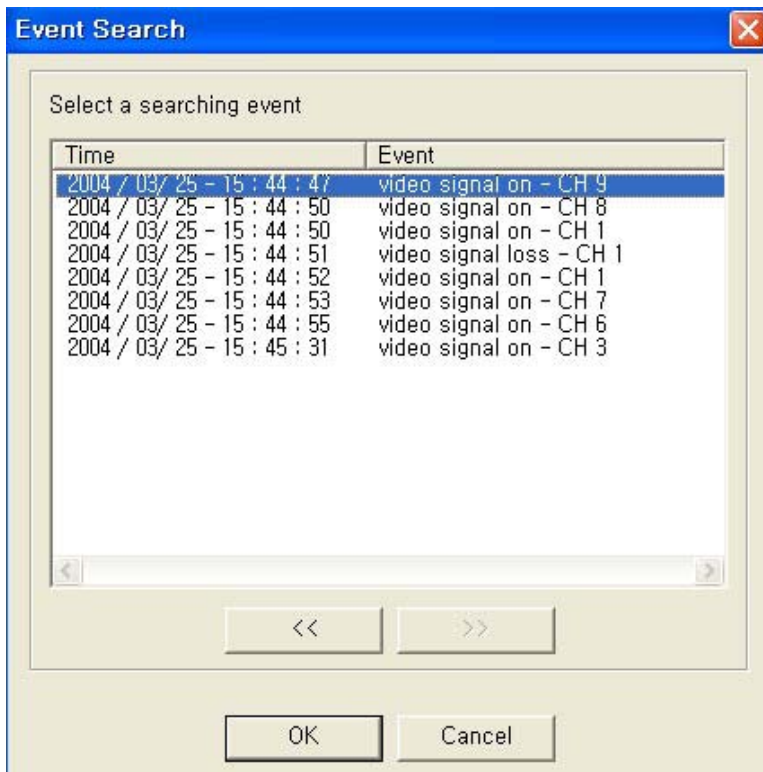 Event Search
Select a searching event
Time Event
2004 / 03/ 25 - 15 : 44 : 47 video signal on - CH 9
2004 / 03/ 25 - 15 : 44 : 50 video signal on - CH 8
2004 / 03/ 25 - 15 : 44 : 50 video signal on - CH 1
2004 / 03/ 25 - 15 : 44 : 51 video signal loss - CH 1
2004 / 03/ 25 - 15 : 44 : 52 video signal on - CH 1
2004 / 03/ 25 - 15 : 44 : 53 video signal on - CH 7
2004 / 03/ 25 - 15 : 44 : 55 video signal on - CH 6
2004 / 03/ 25 - 15 : 45 : 31 video signal on - CH 3
<< >>
OK Cancel